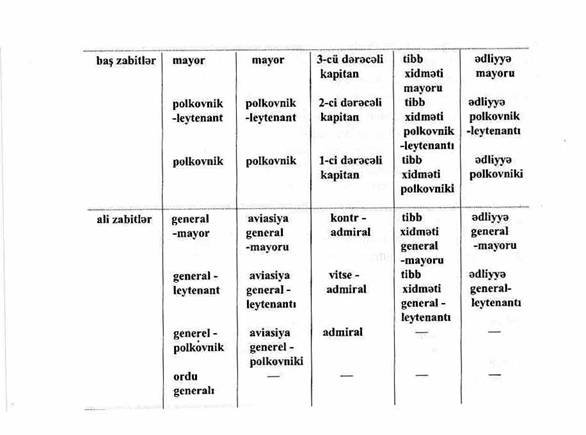 baş zabitlər mayor mayor 3-cü dərəcəli tibb ədliyyə
kapitan xidməti mayoru
mayoru
polkovnik polkovnik 2-ci dərəcəli tibb ədliyyə
-leytenant -leytenant kapitan xidməti polkovnik
polkovnik -leytenantı
-leytenantı
polkovnik polkovnik 1-ci dərəcəli tibb ədliyyə
kapitan xidməti polkovniki
polkovniki
ali zabitlər general aviasiya kontr - tibb ədliyyə
-mayor general admiral xidməti general
-mayoru general -mayoru
-mayoru
general - aviasiya vitse - tibb ədliyyə
leytenant general - admiral xidməti general-
leytenantı general - leytenantı
leytenantı
generel - aviasiya admiral — —
polkovnik generel -
polkovniki
ordu — — — —
generalı